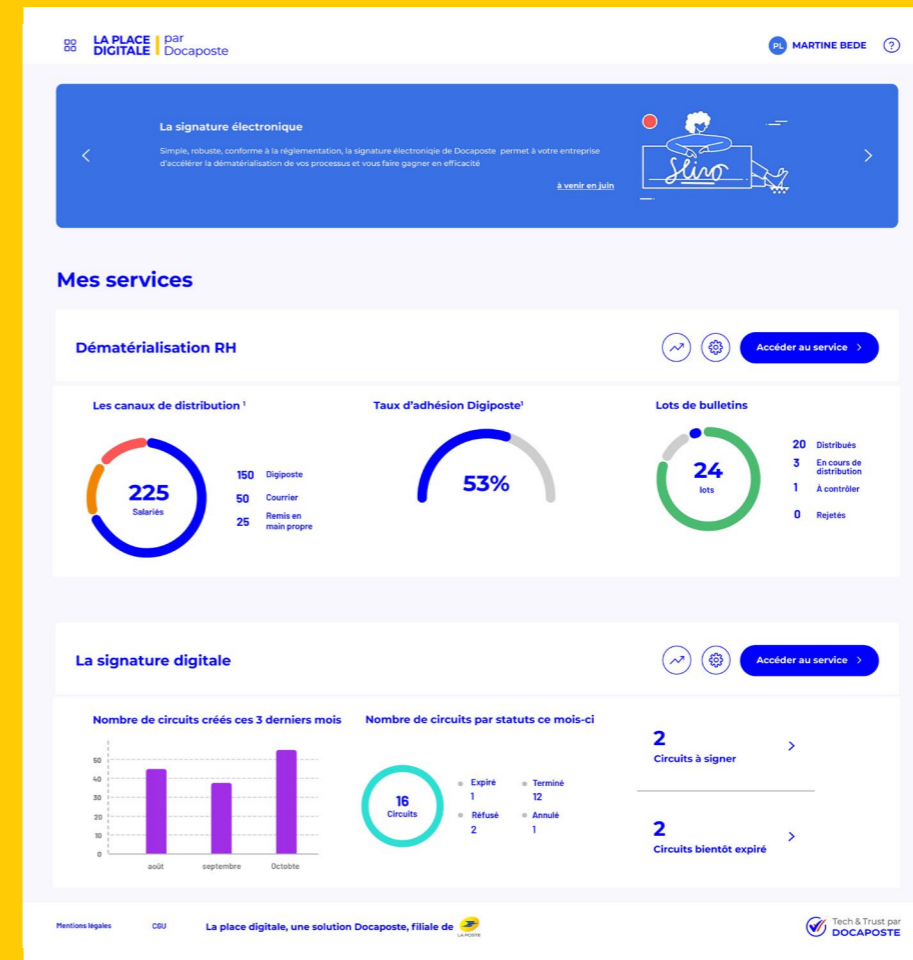 LA PLACE DIGITALE | par Docaposte
PL MARTINE BEDE ?
La signature électronique
Simple, robuste, conforme à la réglementation, la signature électroniqie de Docaposte permet à votre entreprise
d'accélérer la dématérialisation de vos processus et vous faire gagner en efficacité
à venir en juin
Mes services
Dématérialisation RH
Accéder au service
Les canaux de distribution ¹
225
Salariés
150 Digiposte
50 Courrier
25 Remis en
main propre
Taux d'adhésion Digiposte³
53%
Lots de bulletins
24
lots
20 Distribués
3 En cours de
distribution
1 À contrôler
0 Rejetés
La signature digitale
Accéder au service
Nombre de circuits créés ces 3 derniers mois
50
40
30
20
10
0
août septembre Octobte
Nombre de circuits par statuts ce mois-ci
16
Circuits
Expiré
1
Terminé
12
Réfusé
2
Annulé
1
2
Circuits à signer
2
Circuits bientôt expiré
Mentions légales
CGU
La place digitale, une solution Docaposte, filiale de
LA POSTE
Tech & Trust par
DOCAPOSTE